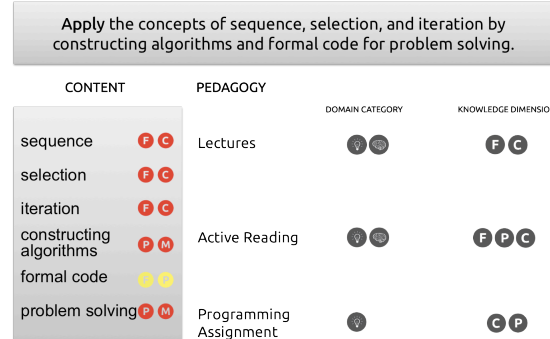 Apply the concepts of sequence, selection, and iteration by
constructing algorithms and formal code for problem solving.
CONTENT
PEDAGOGY
DOMAIN CATEGORY
KNOWLEDGE DIMENSIO
sequence F C
Lectures
F C
selection F C
iteration F C
constructing
algorithms P M
Active Reading
F P C
formal code F P
problem solving P M
Programming
Assignment
C P